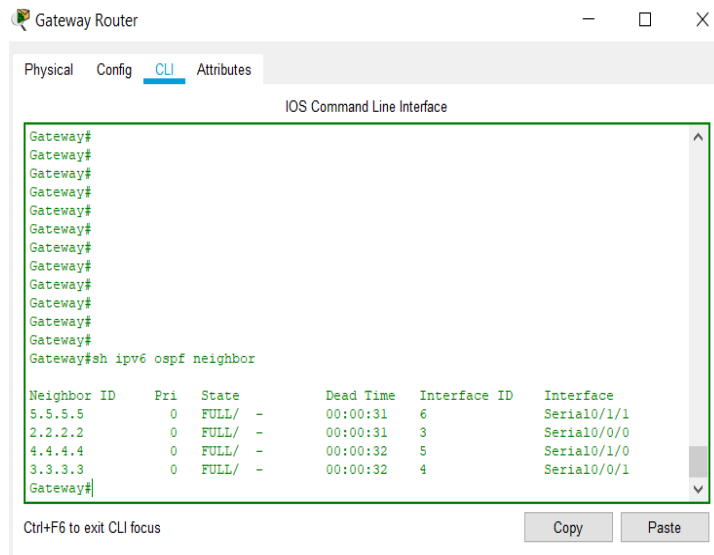 Gateway Router
Physical Config CLI Attributes
IOS Command Line Interface
Gateway#
Gateway#
Gateway#
Gateway#
Gateway#
Gateway#
Gateway#
Gateway#
Gateway#
Gateway#
Gateway#
Gateway#
Gateway#sh ipv6 ospf neighbor
Neighbor ID Pri State Dead Time Interface ID Interface
5.5.5.5 0 FULL/ - 00:00:31 6 Serial0/1/1
2.2.2.2 0 FULL/ - 00:00:31 3 Serial0/0/0
4.4.4.4 0 FULL/ - 00:00:32 5 Serial0/1/0
3.3.3.3 0 FULL/ - 00:00:32 4 Serial0/0/1
Gateway#
Ctrl+F6 to exit CLI focus Copy Paste